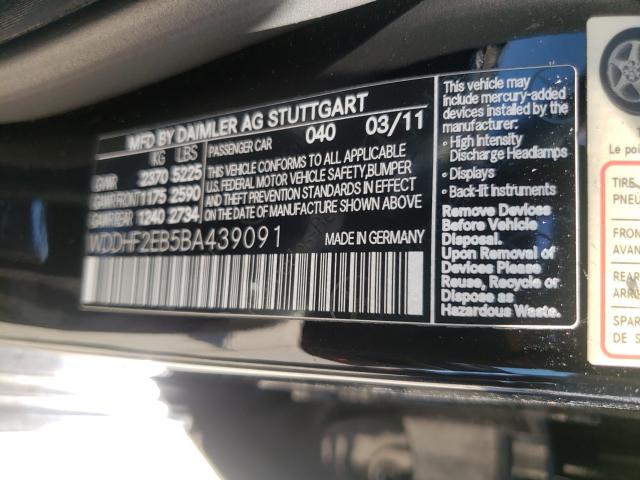 MFD BY DAIMLER AG STUTTGART
KG LBS
GVWR 2370 5225
GAWR FRONT 1175 2590
GAWR REAR 1240 2734
PASSENGER CAR 040 03/11
THIS VEHICLE CONFORMS TO ALL APPLICABLE
U.S. FEDERAL MOTOR VEHICLE SAFETY, BUMPER
AND THEFT PREVENTION STANDARDS IN EFFECT
ON THE DATE OF MANUFACTURE SHOWN ABOVE.
WDDHF2EB5BA439091 MADE IN GERMANY
This vehicle may
include mercury-added
devices installed by the
manufacturer:
• High Intensity
Discharge Headlamps
• Displays
• Back-lit Instruments
Remove Devices
Before Vehicle
Disposal.
Upon Removal of
Devices Please
Reuse, Recycle or
Dispose as
Hazardous Waste.
Le poi
TIRE
PNEU
FRON
AVAN
REAR
ARR
SPAR
DE S